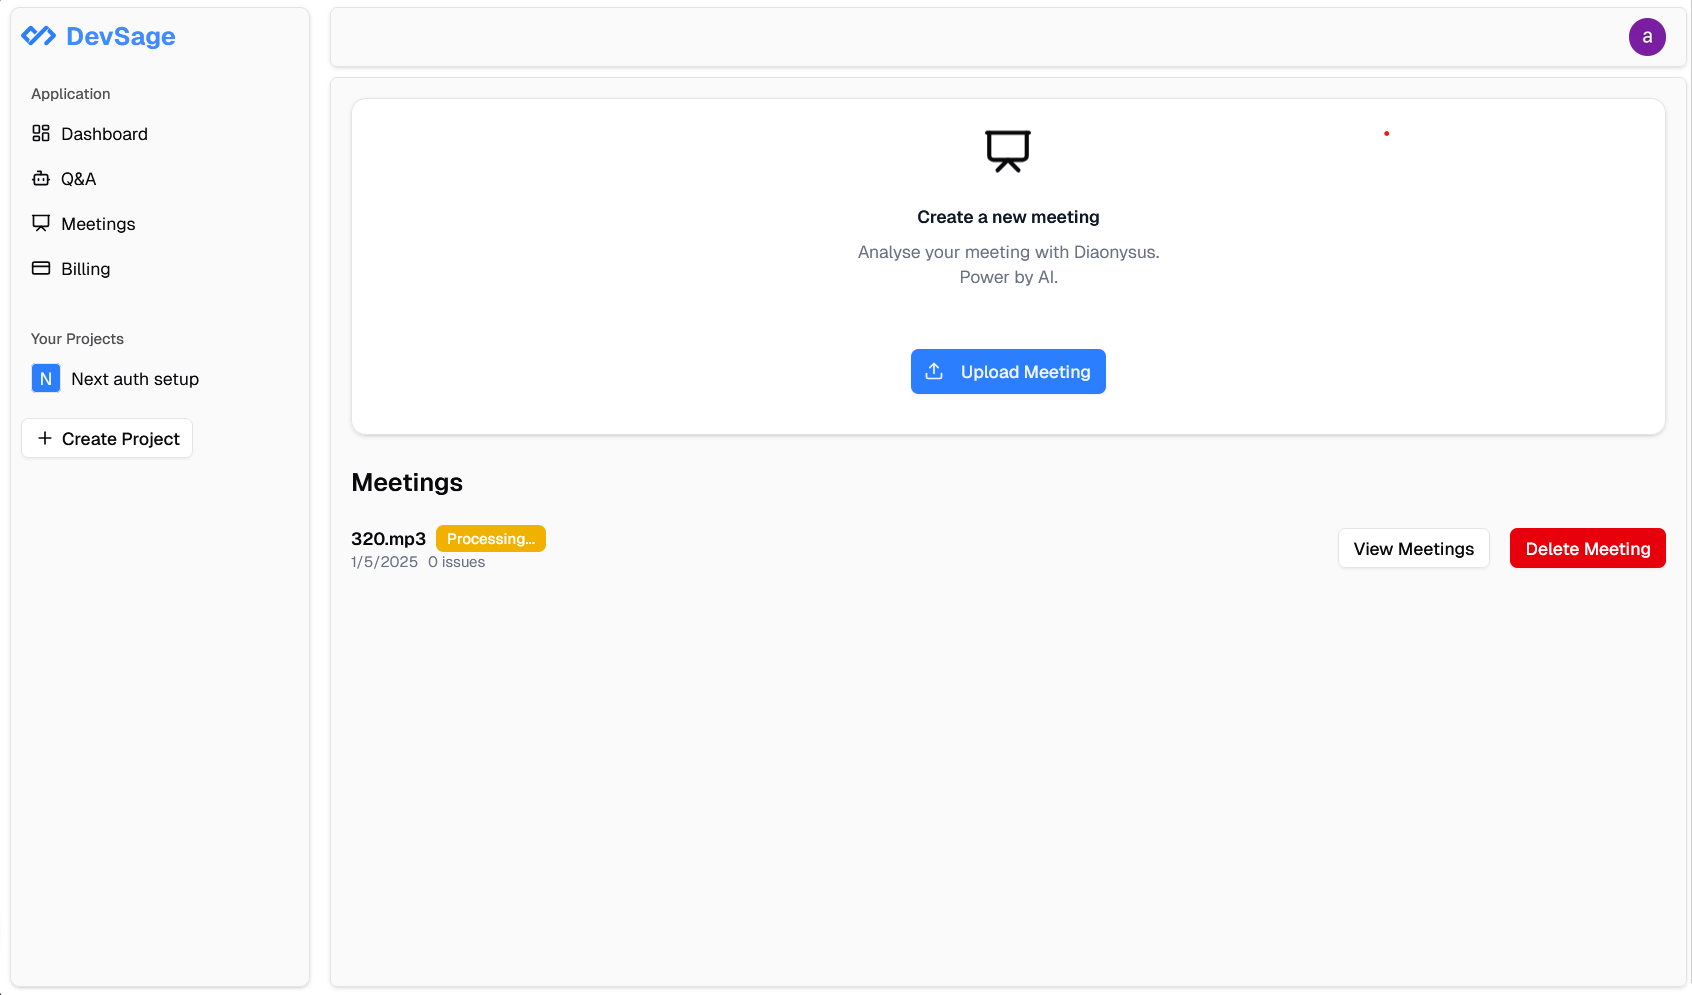 DevSage
a
Application
Dashboard
Q&A
Meetings
Billing
Your Projects
N Next auth setup
Create Project
Create a new meeting
Analyse your meeting with Diaonysus.
Power by AI.
Upload Meeting
Meetings
320.mp3 Processing...
1/5/2025 0 issues
View Meetings
Delete Meeting